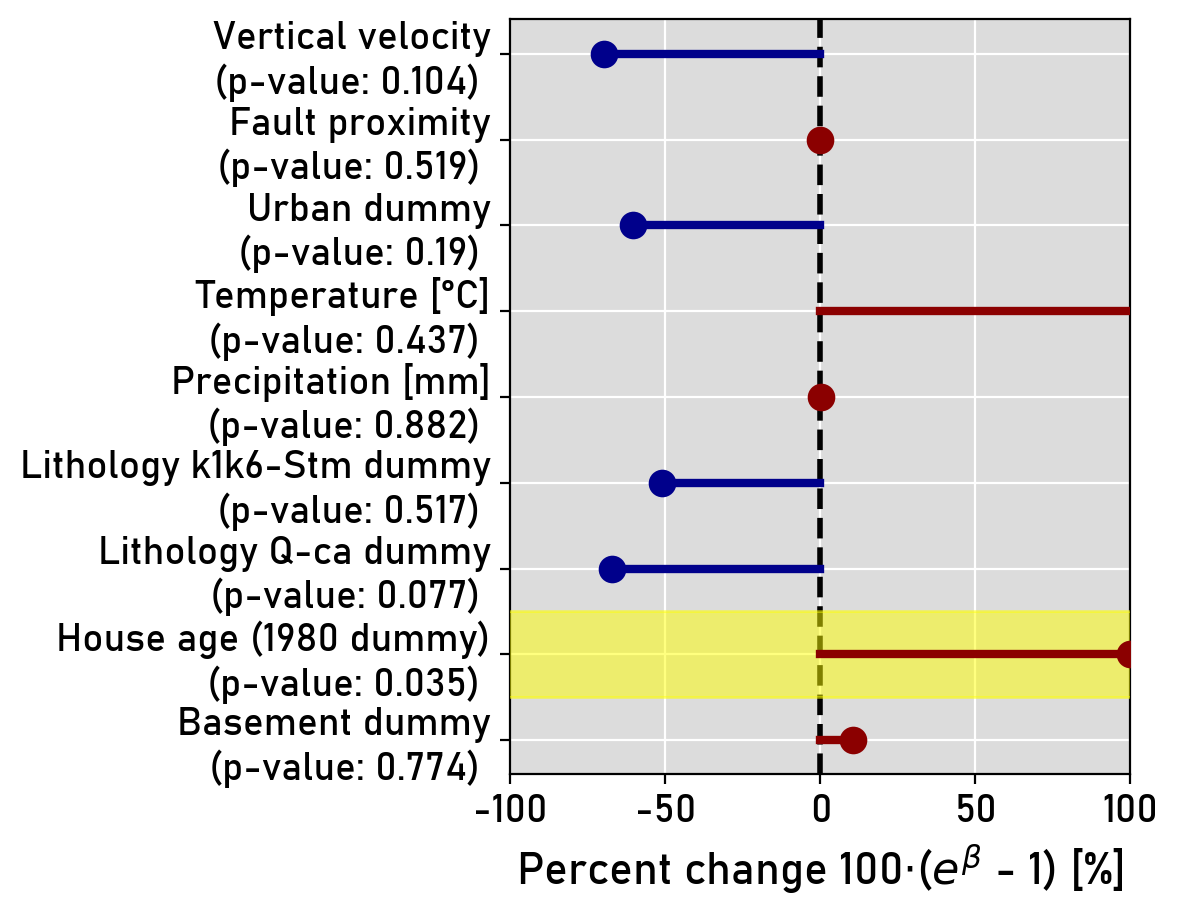 Vertical velocity
(p-value: 0.104)
Fault proximity
(p-value: 0.519)
Urban dummy
(p-value: 0.19)
Temperature [°C]
(p-value: 0.437)
Precipitation [mm]
(p-value: 0.882)
Lithology k1k6-Stm dummy
(p-value: 0.517)
Lithology Q-ca dummy
(p-value: 0.077)
House age (1980 dummy)
(p-value: 0.035)
Basement dummy
(p-value: 0.774)
-100 -50 0 50 100
Percent change 100·(e^β - 1) [%]